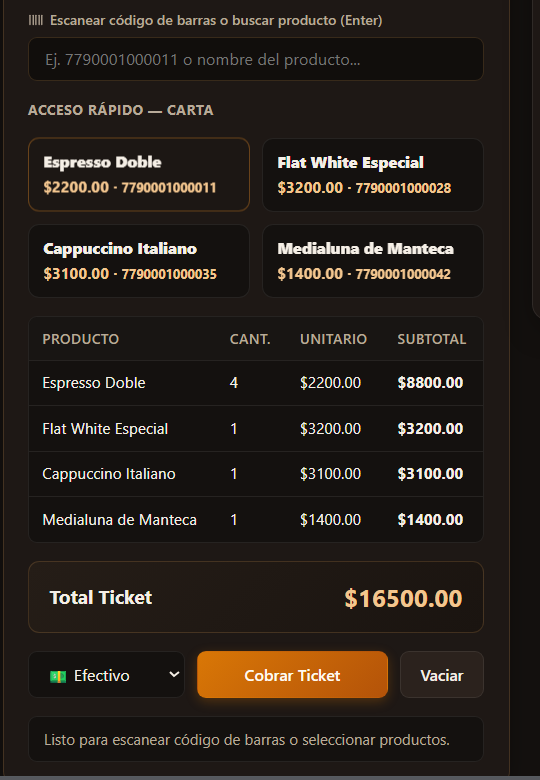 Escanear código de barras o buscar producto (Enter)
Ej. 7790001000011 o nombre del producto...
ACCESO RÁPIDO — CARTA
Espresso Doble
$2200.00 · 7790001000011
Flat White Especial
$3200.00 · 7790001000028
Cappuccino Italiano
$3100.00 · 7790001000035
Medialuna de Manteca
$1400.00 · 7790001000042
PRODUCTO CANT. UNITARIO SUBTOTAL
Espresso Doble 4 $2200.00 $8800.00
Flat White Especial 1 $3200.00 $3200.00
Cappuccino Italiano 1 $3100.00 $3100.00
Medialuna de Manteca 1 $1400.00 $1400.00
Total Ticket $16500.00
Efectivo Cobrar Ticket Vaciar
Listo para escanear código de barras o seleccionar productos.